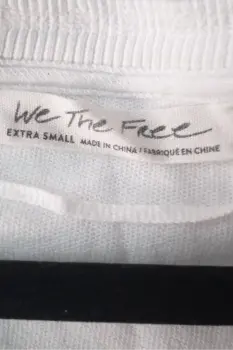 We The Free
EXTRA SMALL MADE IN CHINA / FABRIQUÉ EN CHINE